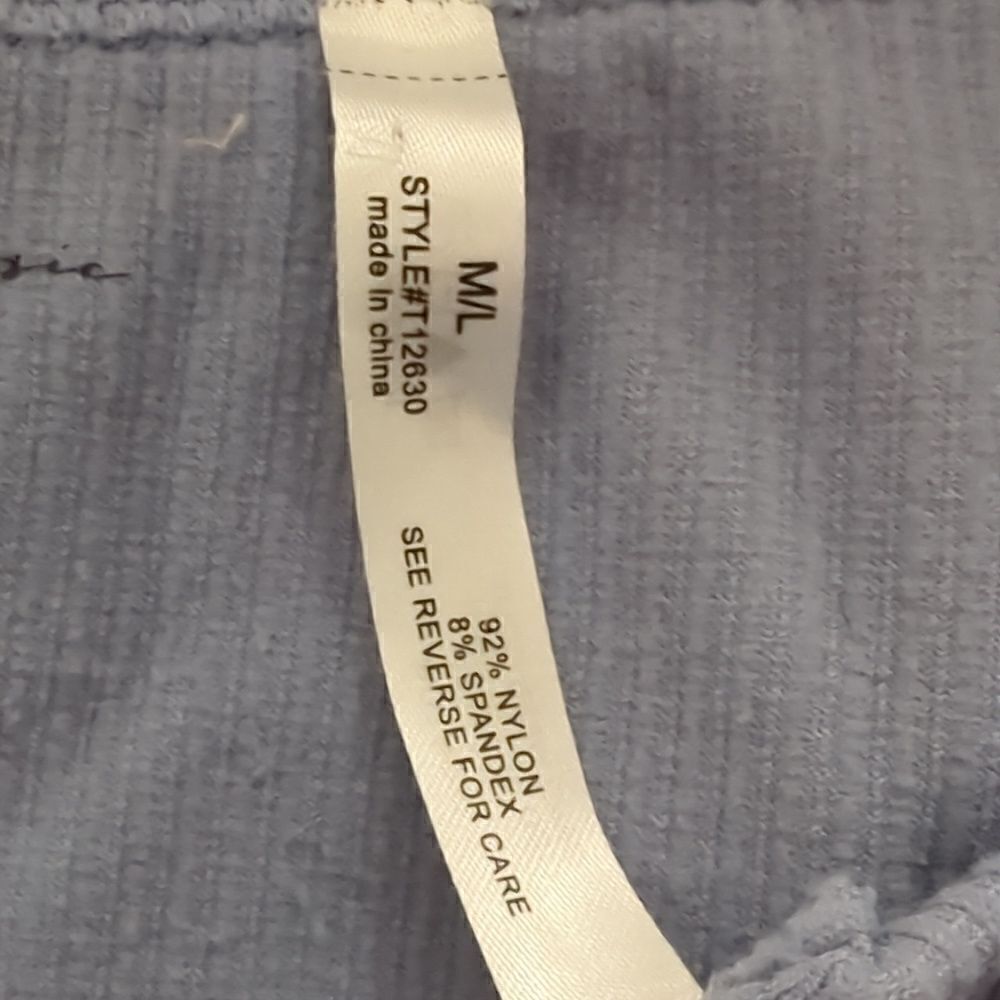 M/L
STYLE#T12630
made in china
92% NYLON
8% SPANDEX
SEE REVERSE FOR CARE